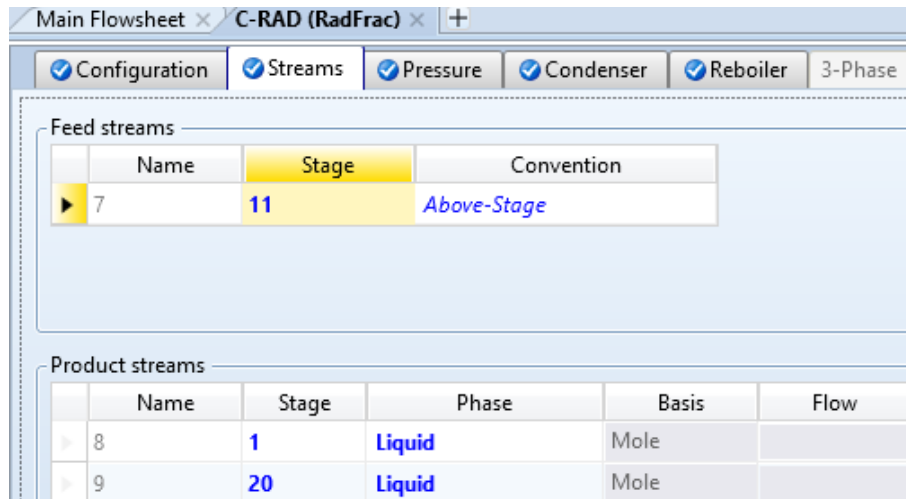 Main Flowsheet × C-RAD (RadFrac) × +
Configuration Streams Pressure Condenser Reboiler 3-Phase
Feed streams
Name Stage Convention
7 11 Above-Stage
Product streams
Name Stage Phase Basis Flow
8 1 Liquid Mole
9 20 Liquid Mole